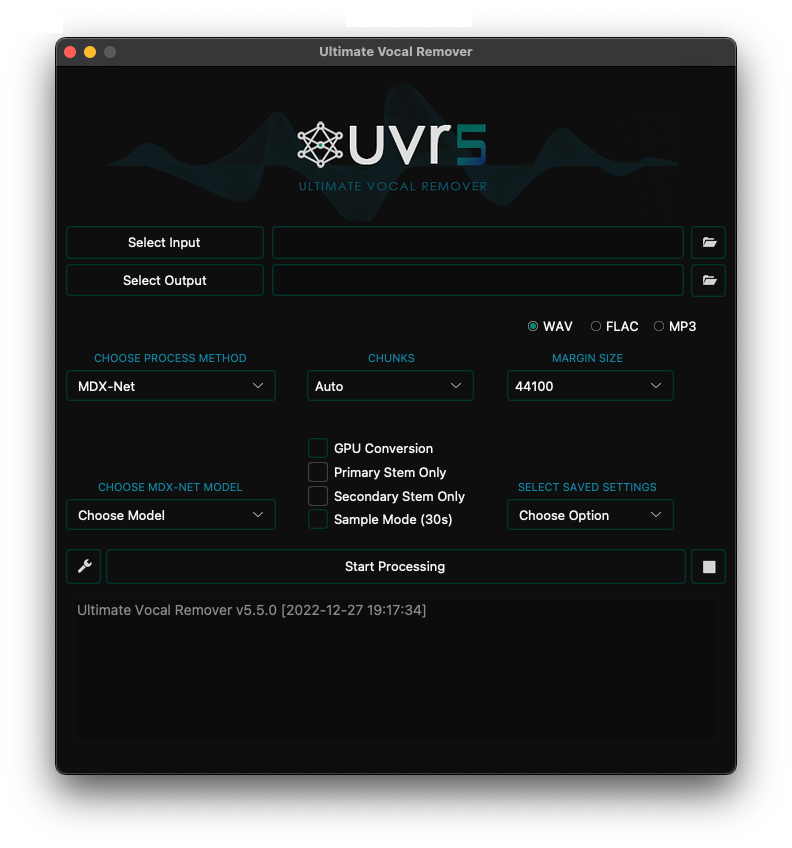 Ultimate Vocal Remover
uvr5
ULTIMATE VOCAL REMOVER
Select Input
Select Output
WAV FLAC MP3
CHOOSE PROCESS METHOD CHUNKS MARGIN SIZE
MDX-Net Auto 44100
GPU Conversion
Primary Stem Only
CHOOSE MDX-NET MODEL Secondary Stem Only SELECT SAVED SETTINGS
Choose Model Sample Mode (30s) Choose Option
Start Processing
Ultimate Vocal Remover v5.5.0 [2022-12-27 19:17:34]